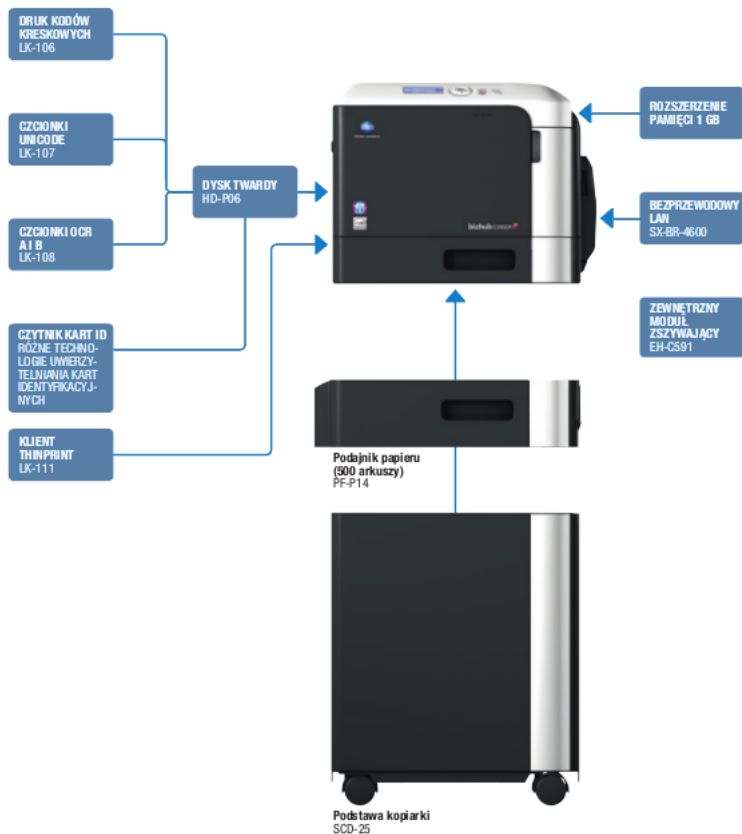 DRUK KODÓW
KRESKOWYCH
LK-106
CZCIONKI
UNICODE
LK-107
CZCIONKI OCR
A I B
LK-108
CZYTNIK KART ID
RÓŻNE TECHNO-
LOGIE UWIERZY-
TELNIANIA KART
IDENTYFIKACYJ-
NYCH
KLIENT
THINPRINT
LK-111
DYSK TWARDY
HD-P06
bizhub
ROZSZERZENIE
PAMIĘCI 1 GB
BEZPRZEWODOWY
LAN
SX-BR-4600
ZEWNĘTRZNY
MODUŁ
ZSZYWAJĄCY
EH-C591
Podajnik papieru
(500 arkuszy)
PF-P14
Podstawa kopiarki
SCD-25